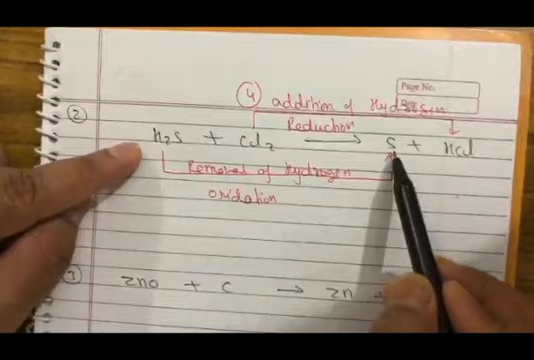 4 addition of Hydrogen
Page No.
Reduction
2 H2S + Cl2 → S + HCl
Removal of hydrogen
oxidation
3 ZnO + C → Zn +